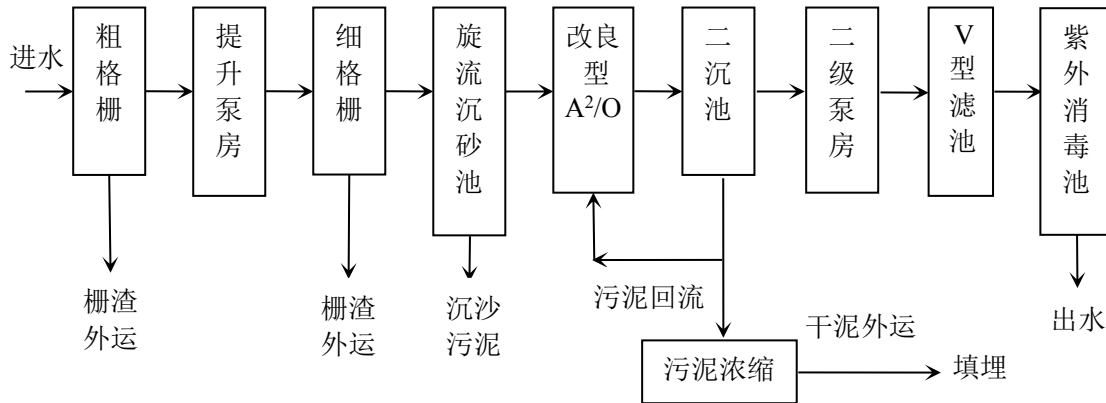 进水
粗格栅
提升泵房
细格栅
旋流沉砂池
改良型
A²/O
二沉池
二级泵房
V型滤池
紫外消毒池
栅渣
外运
栅渣
外运
沉沙
污泥
污泥回流
出水
污泥浓缩
干泥外运
填埋